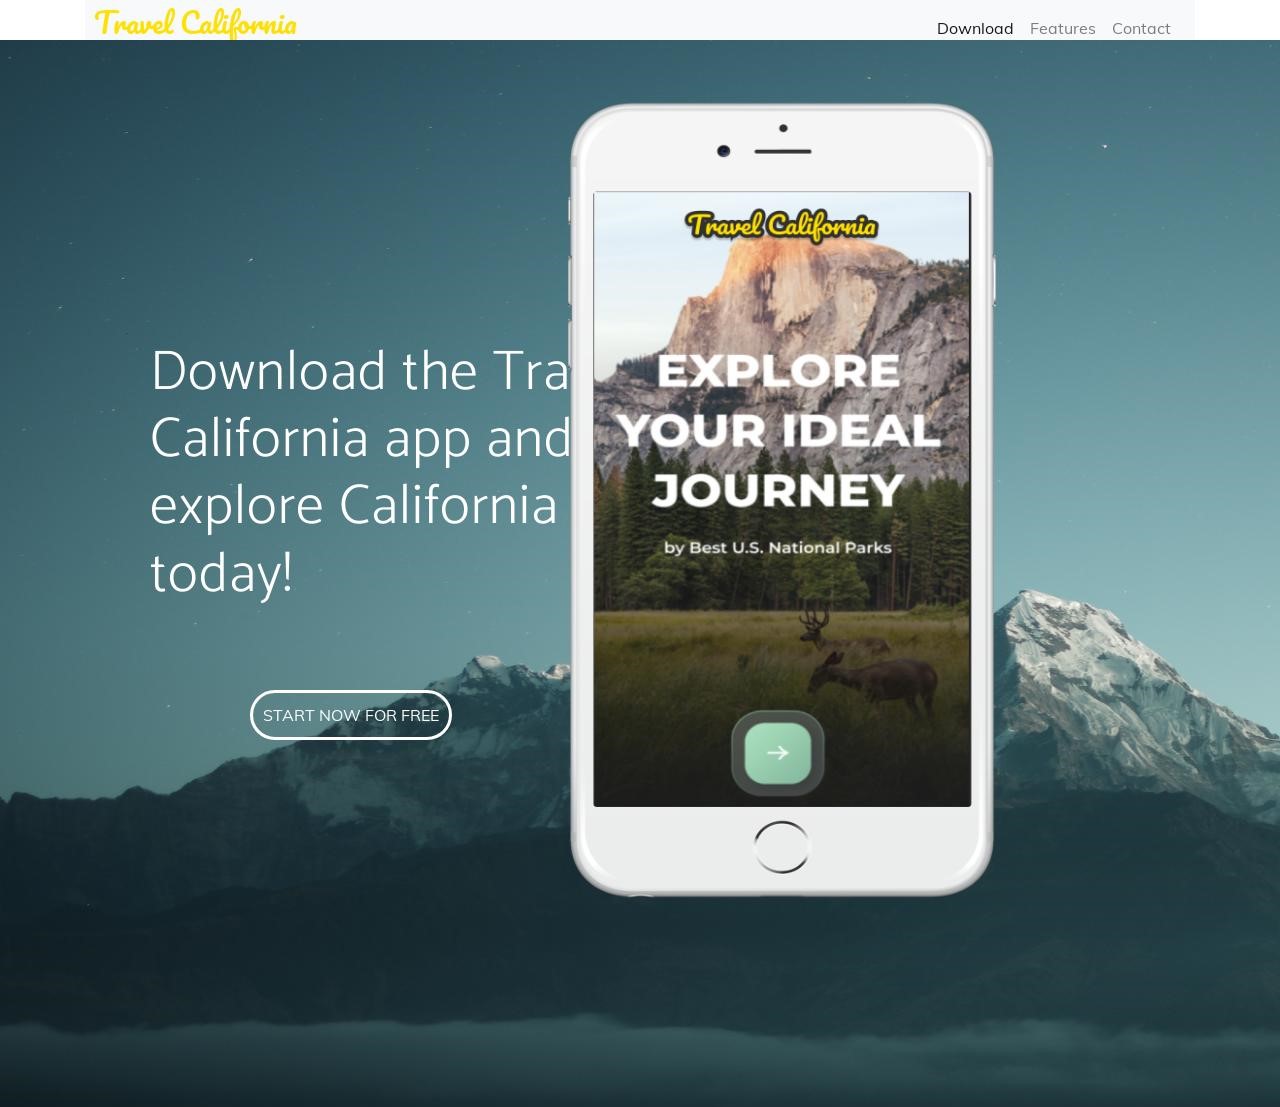 Travel California
Download Features Contact
Download the Tra
California app and
explore California
today!
START NOW FOR FREE
Travel California
EXPLORE
YOUR IDEAL
JOURNEY
by Best U.S. National Parks